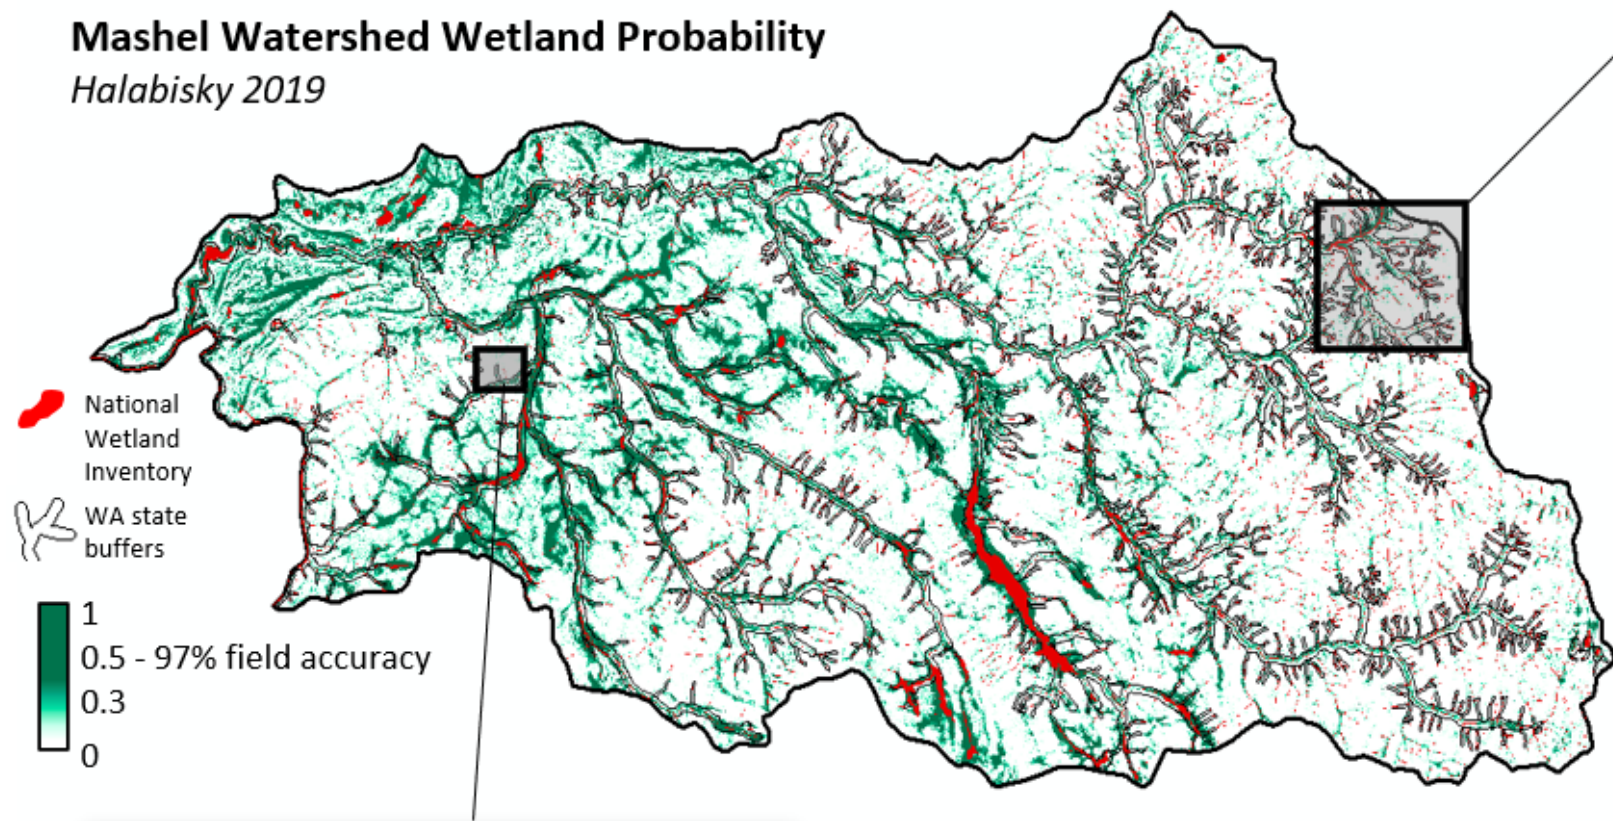 Mashel Watershed Wetland Probability
Halabisky 2019
National
Wetland
Inventory
WA state
buffers
1
0.5 - 97% field accuracy
0.3
0